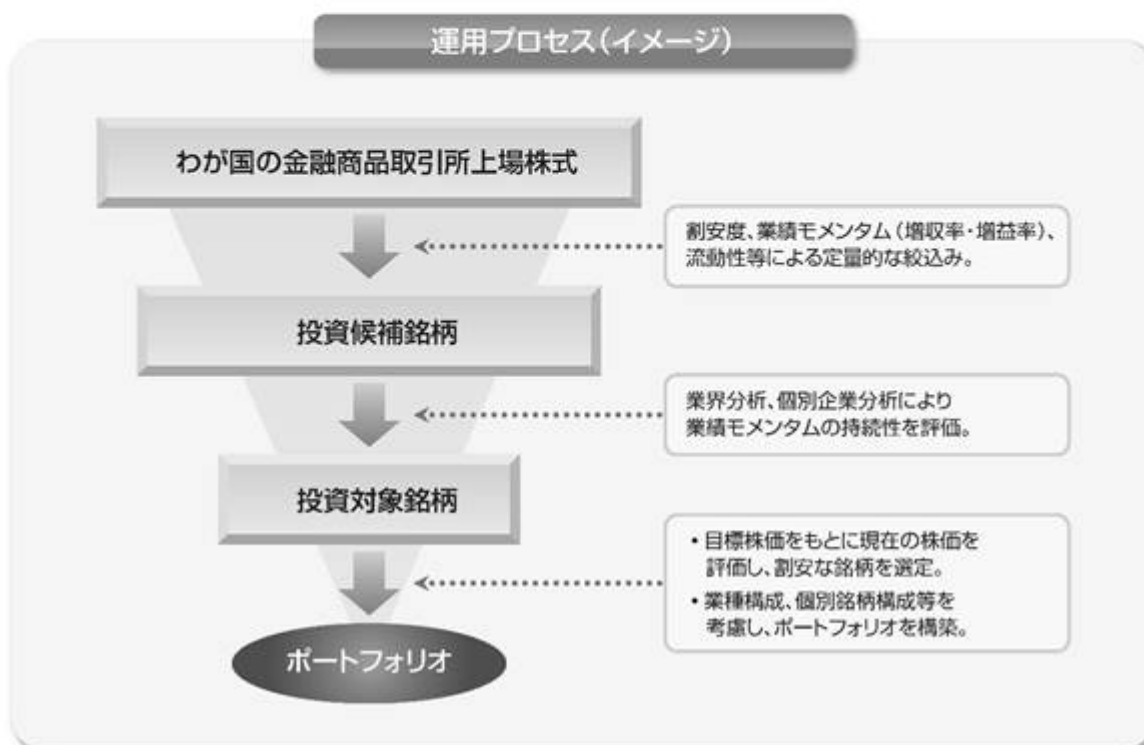 運用プロセス(イメージ)
わが国の金融商品取引所上場株式
割安度、業績モメンタム(増収率・増益率)、
流動性等による定量的な絞込み。
投資候補銘柄
業界分析、個別企業分析により
業績モメンタムの持続性を評価。
投資対象銘柄
・目標株価をもとに現在の株価を
評価し、割安な銘柄を選定。
・業種構成、個別銘柄構成等を
考慮し、ポートフォリオを構築。
ポートフォリオ